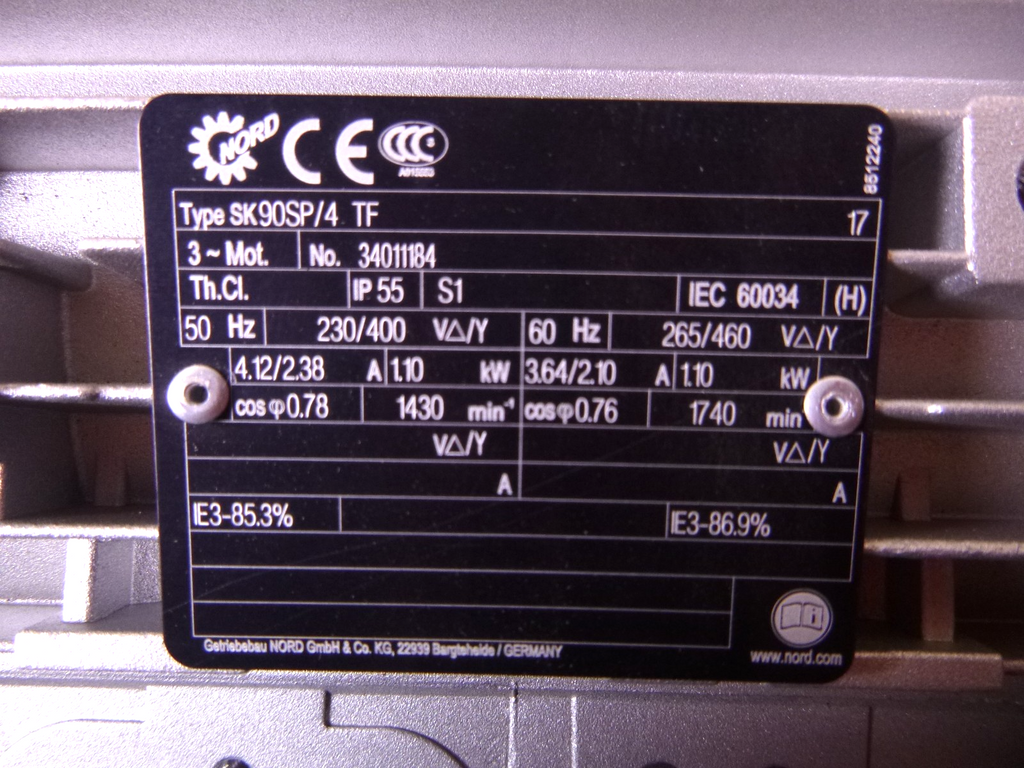 NORD CE CCC
8512240
Type SK90SP/4 TF 17
3 ~ Mot. No. 34011184
Th.Cl. IP 55 S1 IEC 60034 (H)
50 Hz 230/400 V△/Y 60 Hz 265/460 V△/Y
4.12/2.38 A 1.10 kW 3.64/2.10 A 1.10 kW
cos φ 0.78 1430 min⁻¹ cos φ 0.76 1740 min
V△/Y V△/Y
A A
IE3-85.3% IE3-86.9%
Getriebebau NORD GmbH & Co. KG, 22939 Bargteheide / GERMANY
www.nord.com